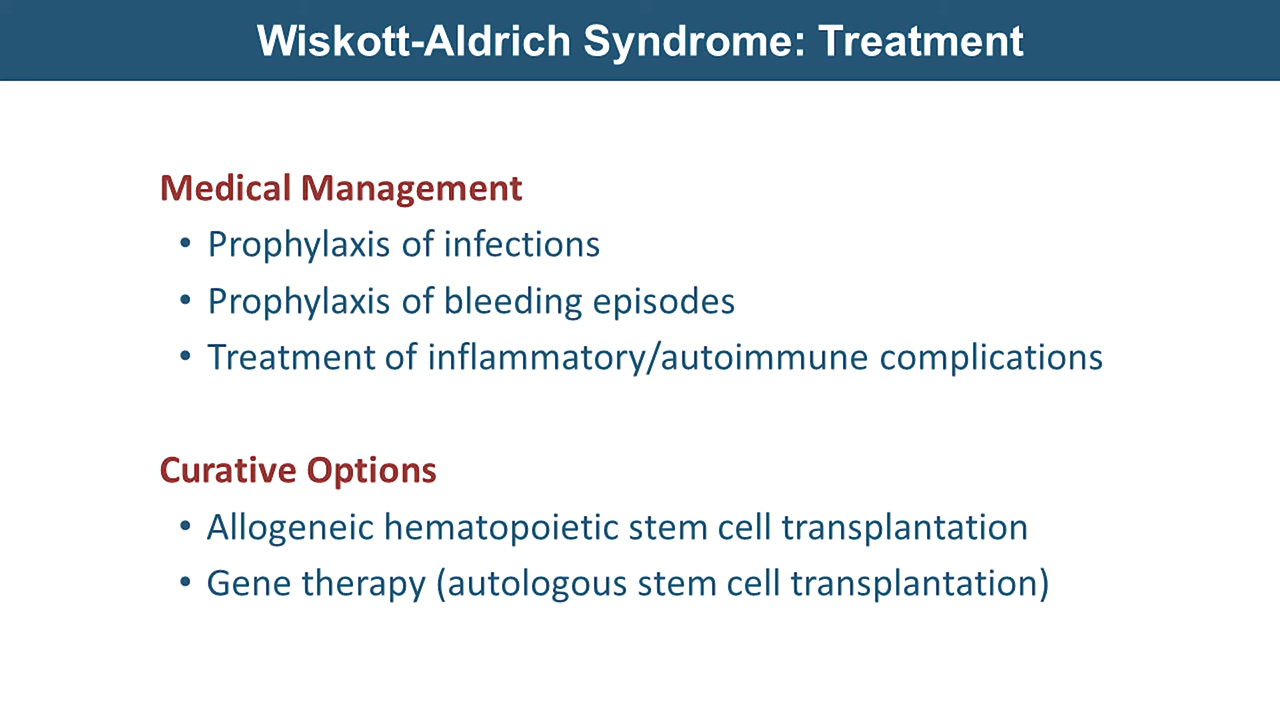 Wiskott-Aldrich Syndrome: Treatment
Medical Management
• Prophylaxis of infections
• Prophylaxis of bleeding episodes
• Treatment of inflammatory/autoimmune complications
Curative Options
• Allogeneic hematopoietic stem cell transplantation
• Gene therapy (autologous stem cell transplantation)